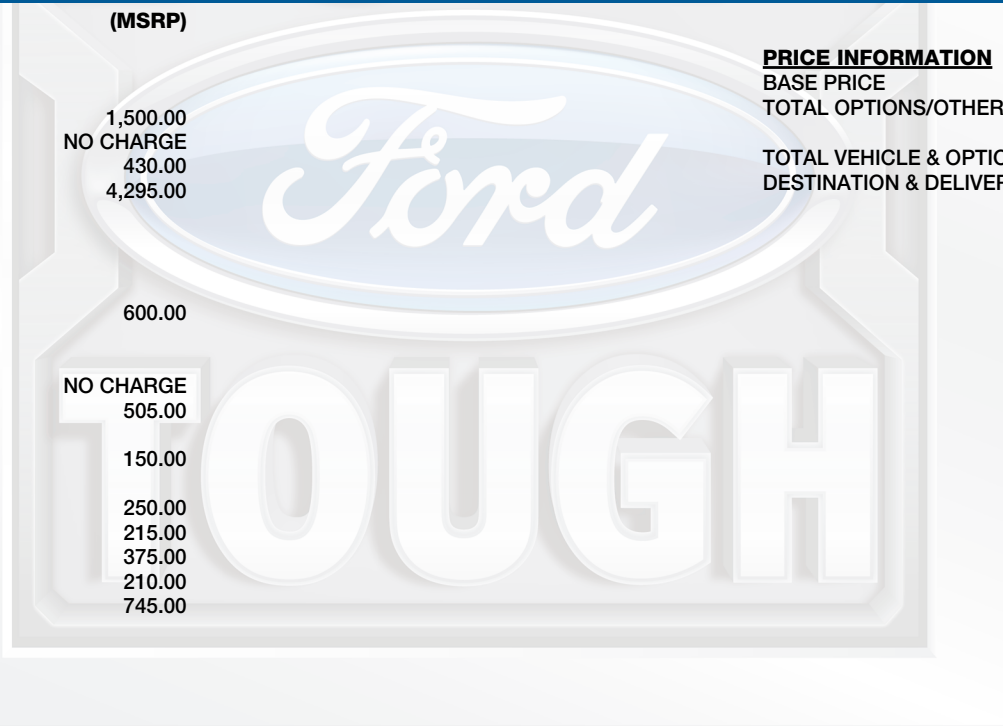 (MSRP)
1,500.00
NO CHARGE
430.00
4,295.00
600.00
NO CHARGE
505.00
150.00
250.00
215.00
375.00
210.00
745.00
PRICE INFORMATION
BASE PRICE
TOTAL OPTIONS/OTHER
TOTAL VEHICLE & OPTIO
DESTINATION & DELIVER
Ford
TOUGH